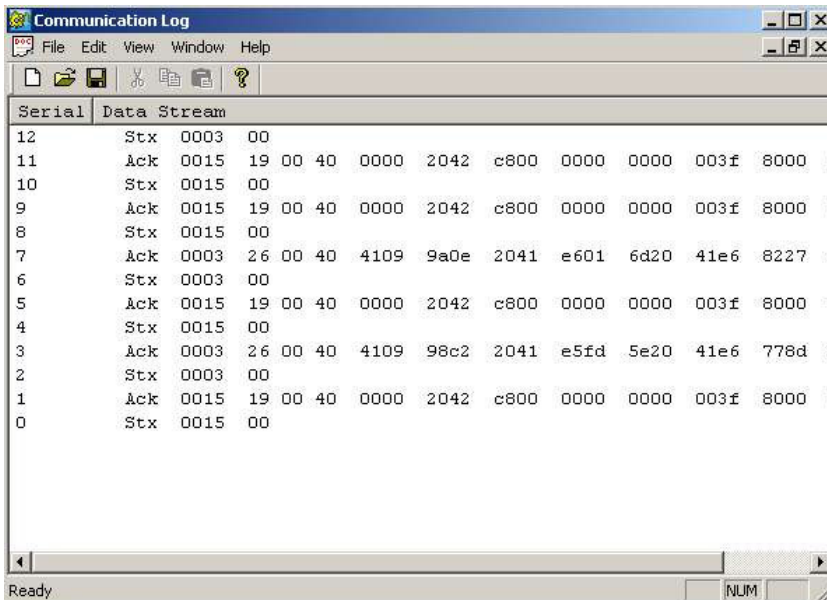 Communication Log
File Edit View Window Help
Serial Data Stream
12 Stx 0003 00
11 Ack 0015 19 00 40 0000 2042 c800 0000 0000 003f 8000
10 Stx 0015 00
9 Ack 0015 19 00 40 0000 2042 c800 0000 0000 003f 8000
8 Stx 0015 00
7 Ack 0003 26 00 40 4109 9a0e 2041 e601 6d20 41e6 8227
6 Stx 0003 00
5 Ack 0015 19 00 40 0000 2042 c800 0000 0000 003f 8000
4 Stx 0015 00
3 Ack 0003 26 00 40 4109 98c2 2041 e5fd 5e20 41e6 778d
2 Stx 0003 00
1 Ack 0015 19 00 40 0000 2042 c800 0000 0000 003f 8000
0 Stx 0015 00
Ready NUM